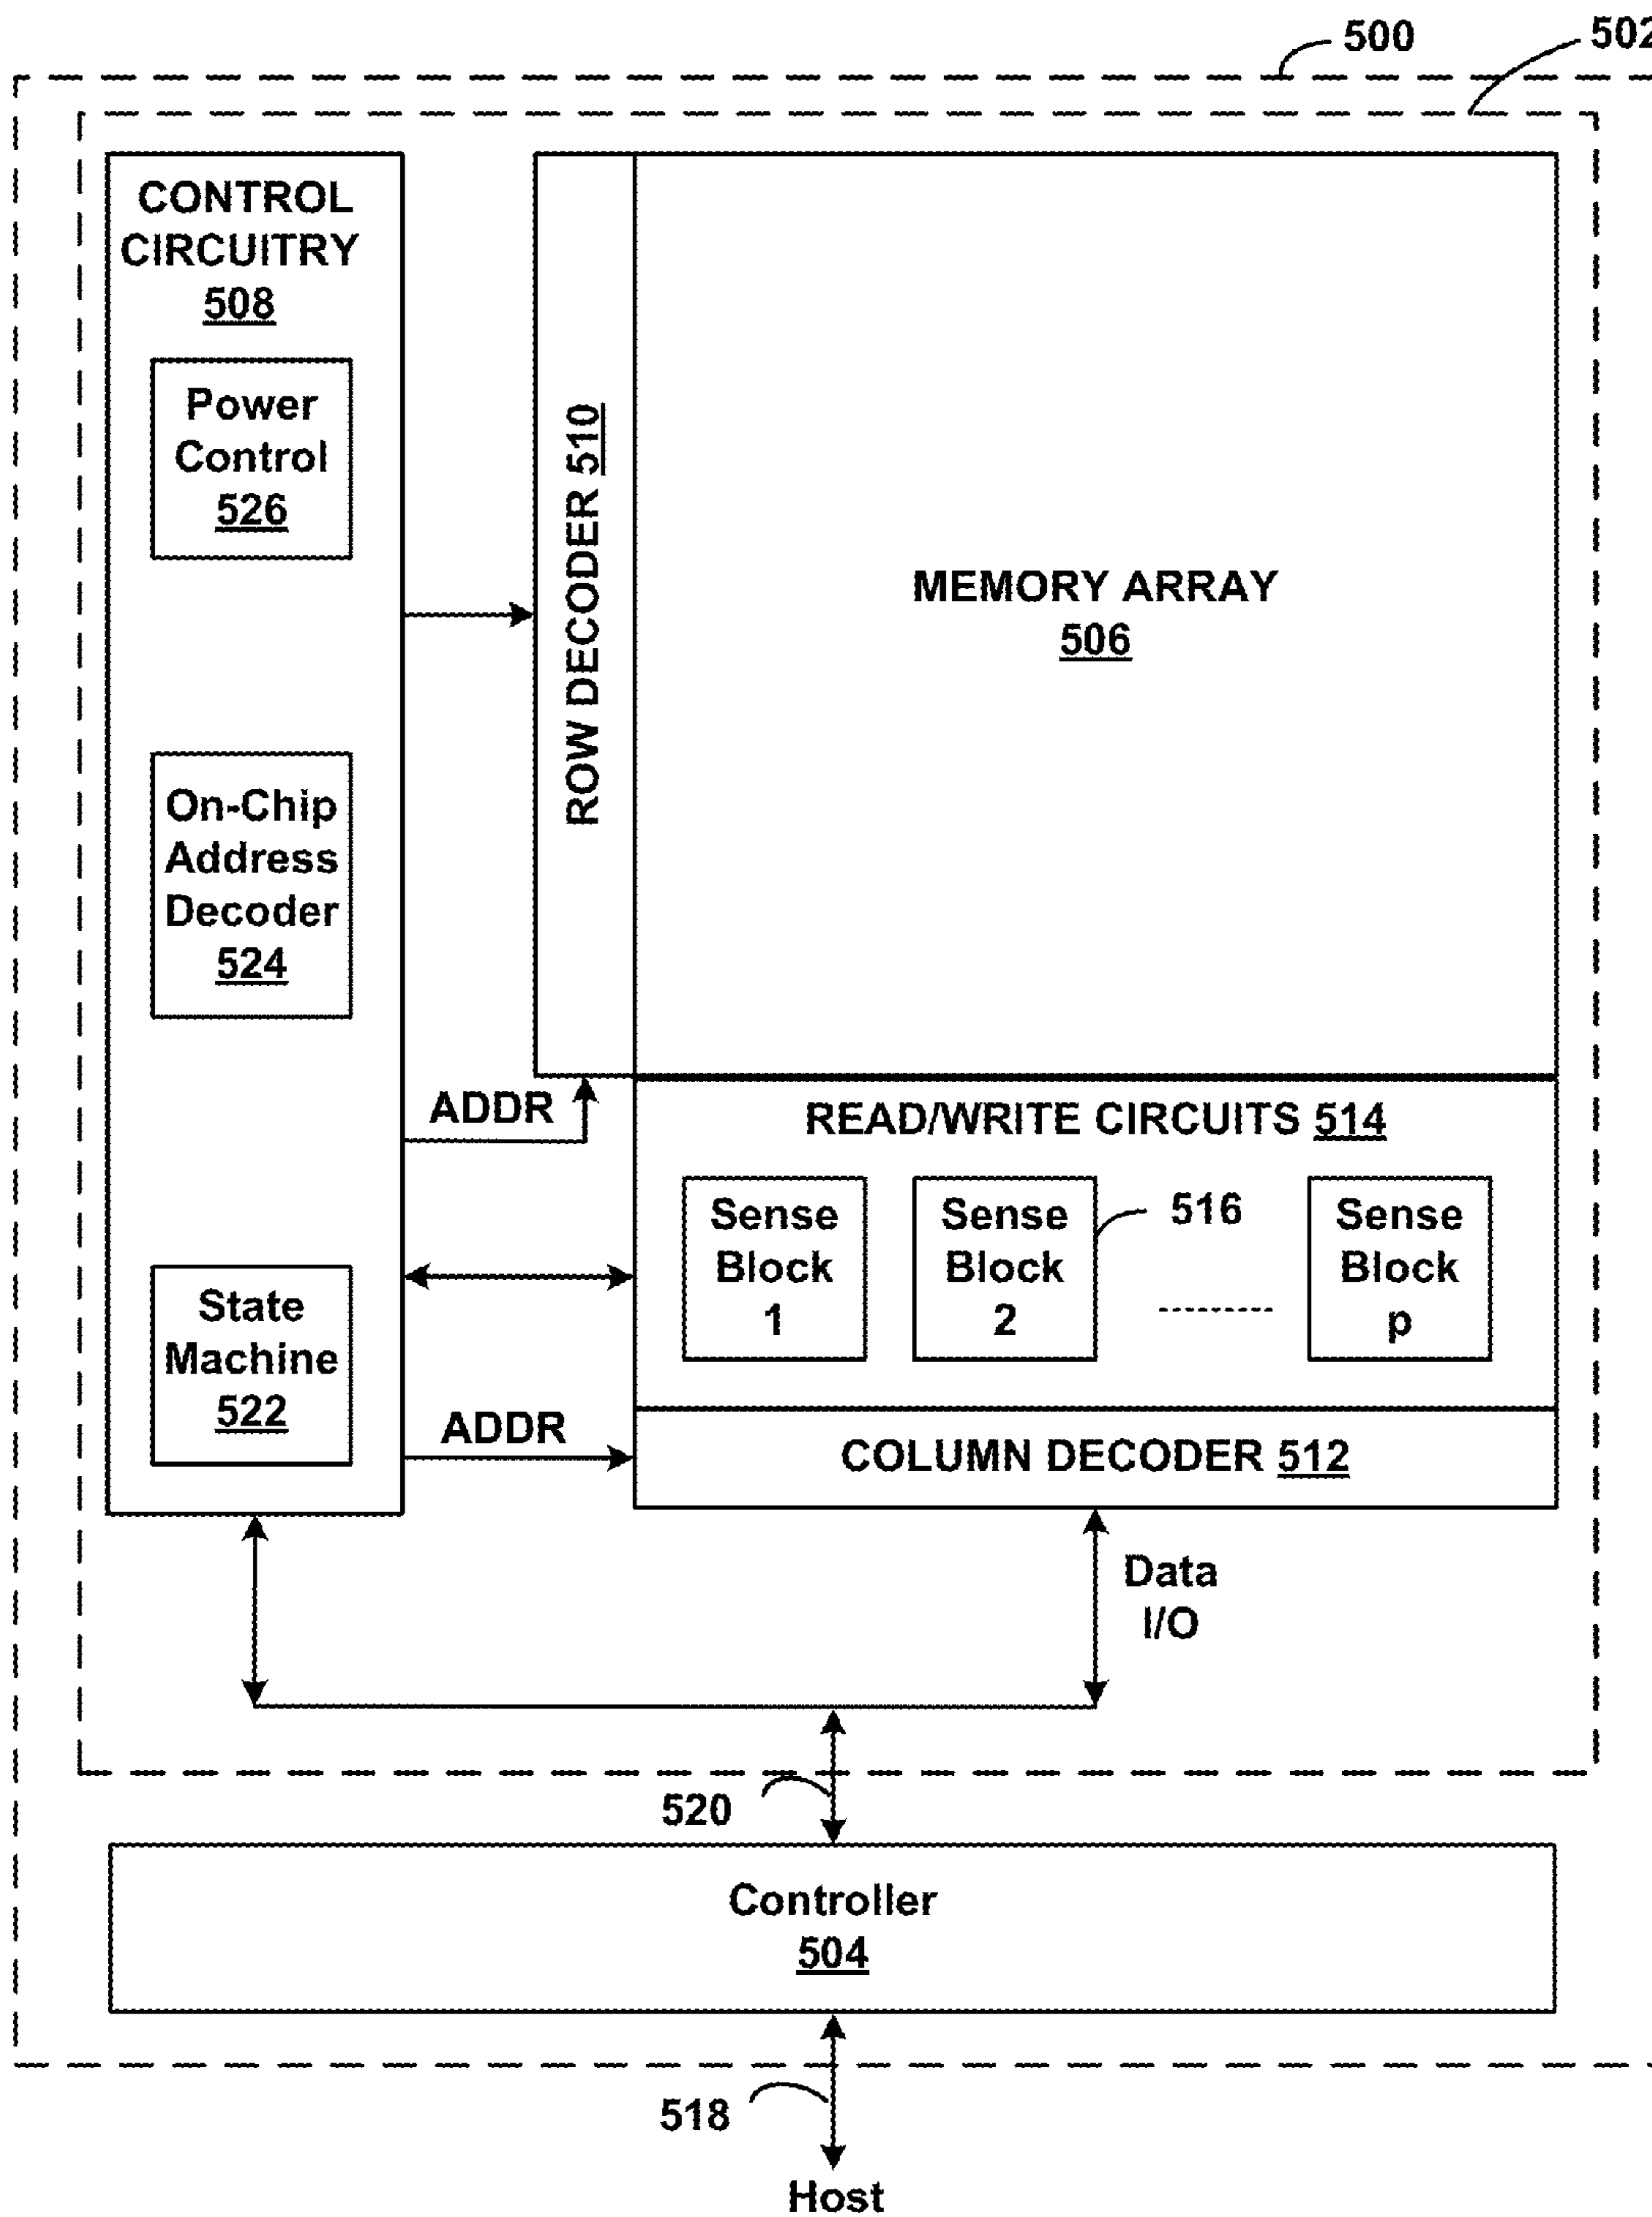 500
502
CONTROL
CIRCUITRY
508
Power
Control
526
On-Chip
Address
Decoder
524
State
Machine
522
ROW DECODER 510
MEMORY ARRAY
506
ADDR
READ/WRITE CIRCUITS 514
Sense
Block
1
Sense
Block
2
516
Sense
Block
p
ADDR
COLUMN DECODER 512
Data
I/O
520
Controller
504
518
Host